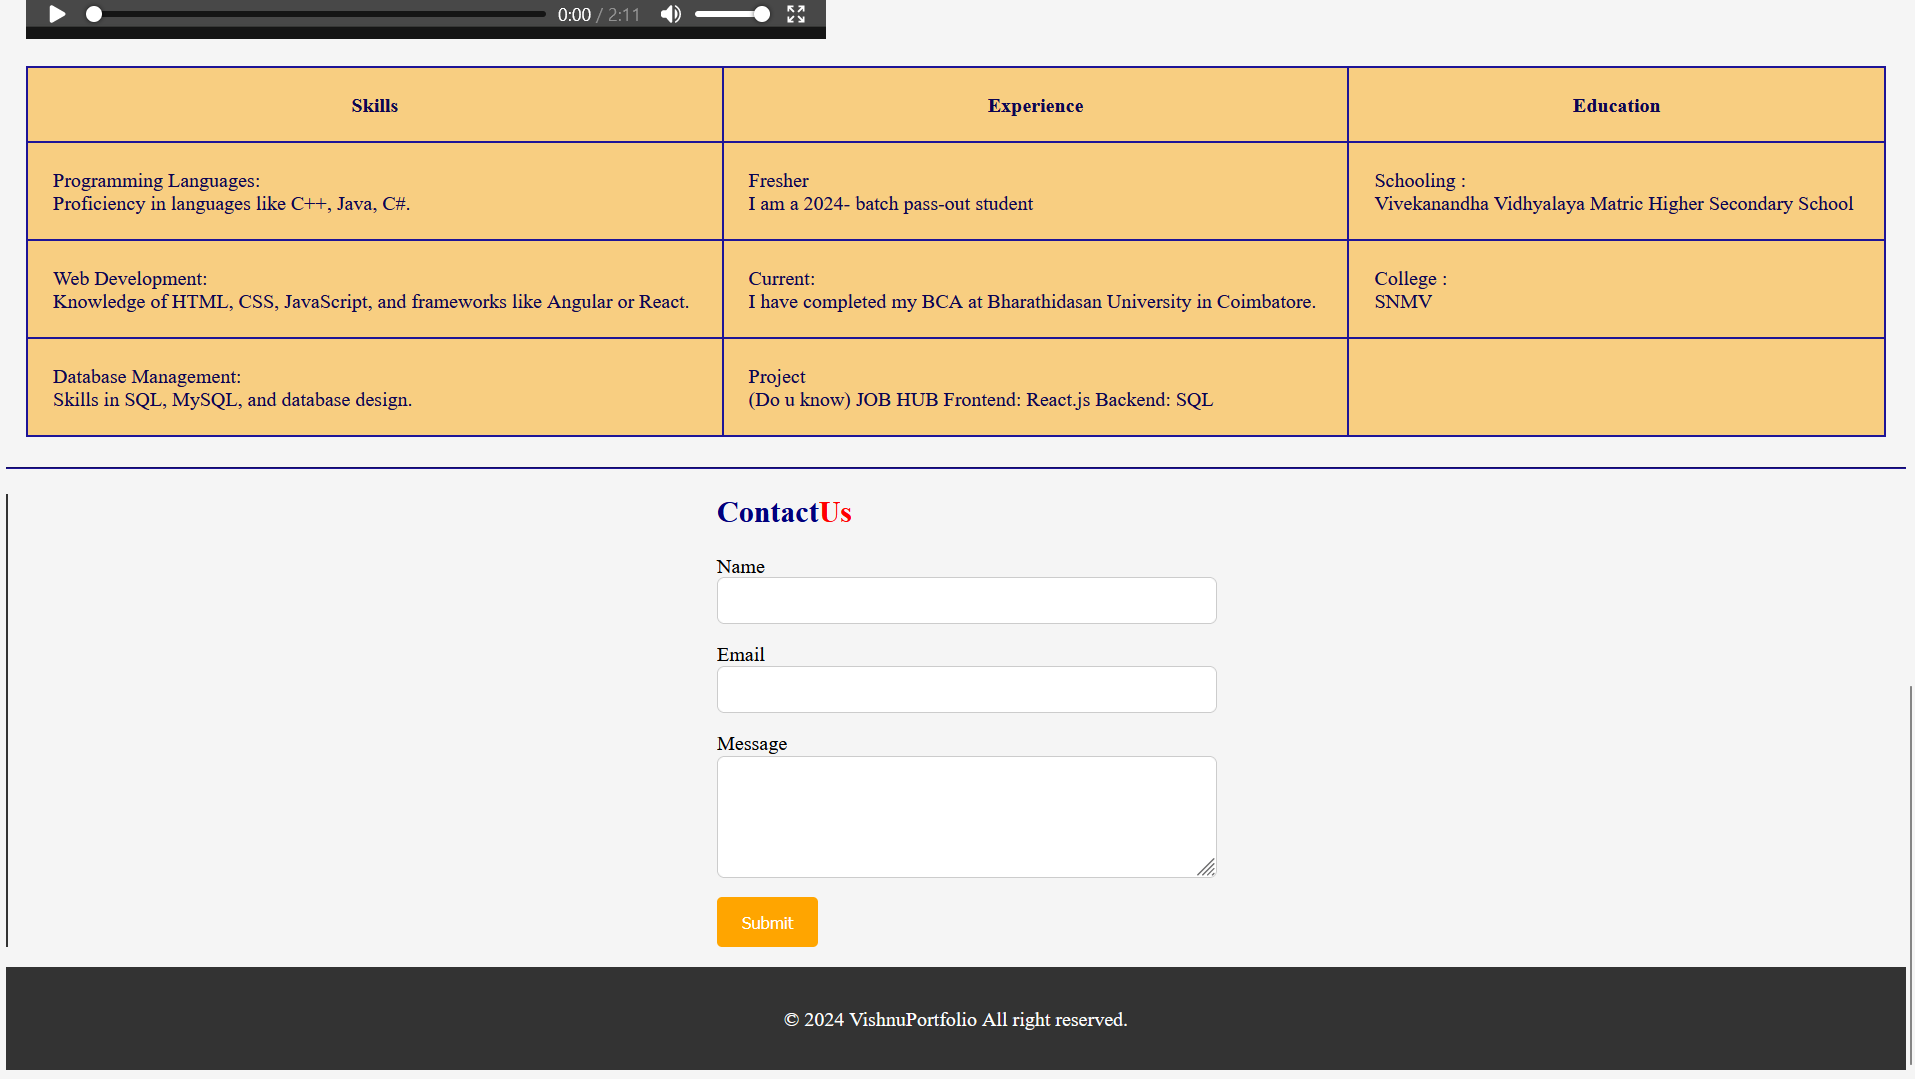 0:00 / 2:11
Skills
Experience
Education
Programming Languages:
Proficiency in languages like C++, Java, C#.
Fresher
I am a 2024- batch pass-out student
Schooling :
Vivekanandha Vidhyalaya Matric Higher Secondary School
Web Development:
Knowledge of HTML, CSS, JavaScript, and frameworks like Angular or React.
Current:
I have completed my BCA at Bharathidasan University in Coimbatore.
College :
SNMV
Database Management:
Skills in SQL, MySQL, and database design.
Project
(Do u know) JOB HUB Frontend: React.js Backend: SQL
ContactUs
Name
Email
Message
Submit
© 2024 VishnuPortfolio All right reserved.